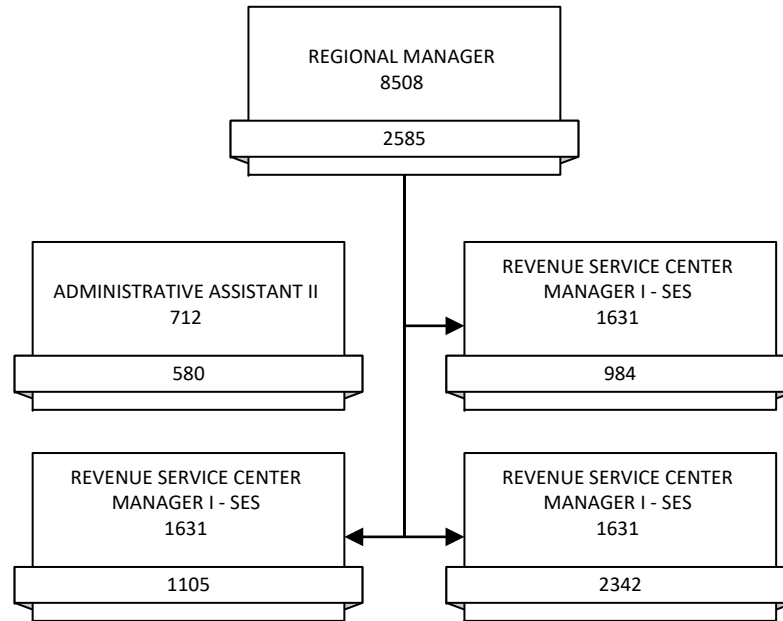 REGIONAL MANAGER
8508
2585
ADMINISTRATIVE ASSISTANT II
712
580
REVENUE SERVICE CENTER
MANAGER I - SES
1631
984
REVENUE SERVICE CENTER
MANAGER I - SES
1631
1105
REVENUE SERVICE CENTER
MANAGER I - SES
1631
2342